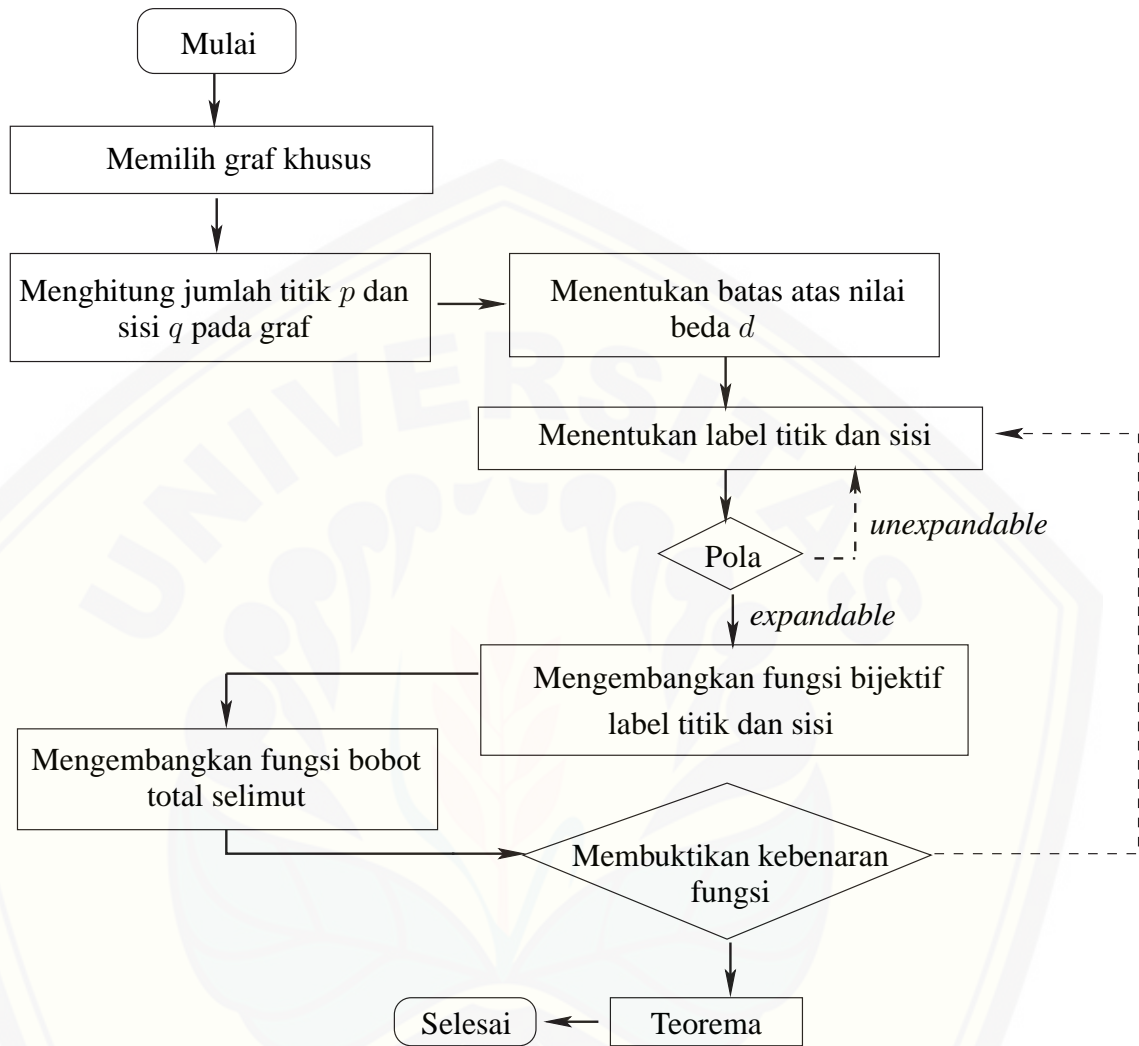 Mulai
Memilih graf khusus
Menghitung jumlah titik p dan
sisi q pada graf
Menentukan batas atas nilai
beda d
Menentukan label titik dan sisi
unexpandable
Pola
expandable
Mengembangkan fungsi bijektif
label titik dan sisi
Mengembangkan fungsi bobot
total selimut
Membuktikan kebenaran
fungsi
Teorema
Selesai
UNIVERSITAS